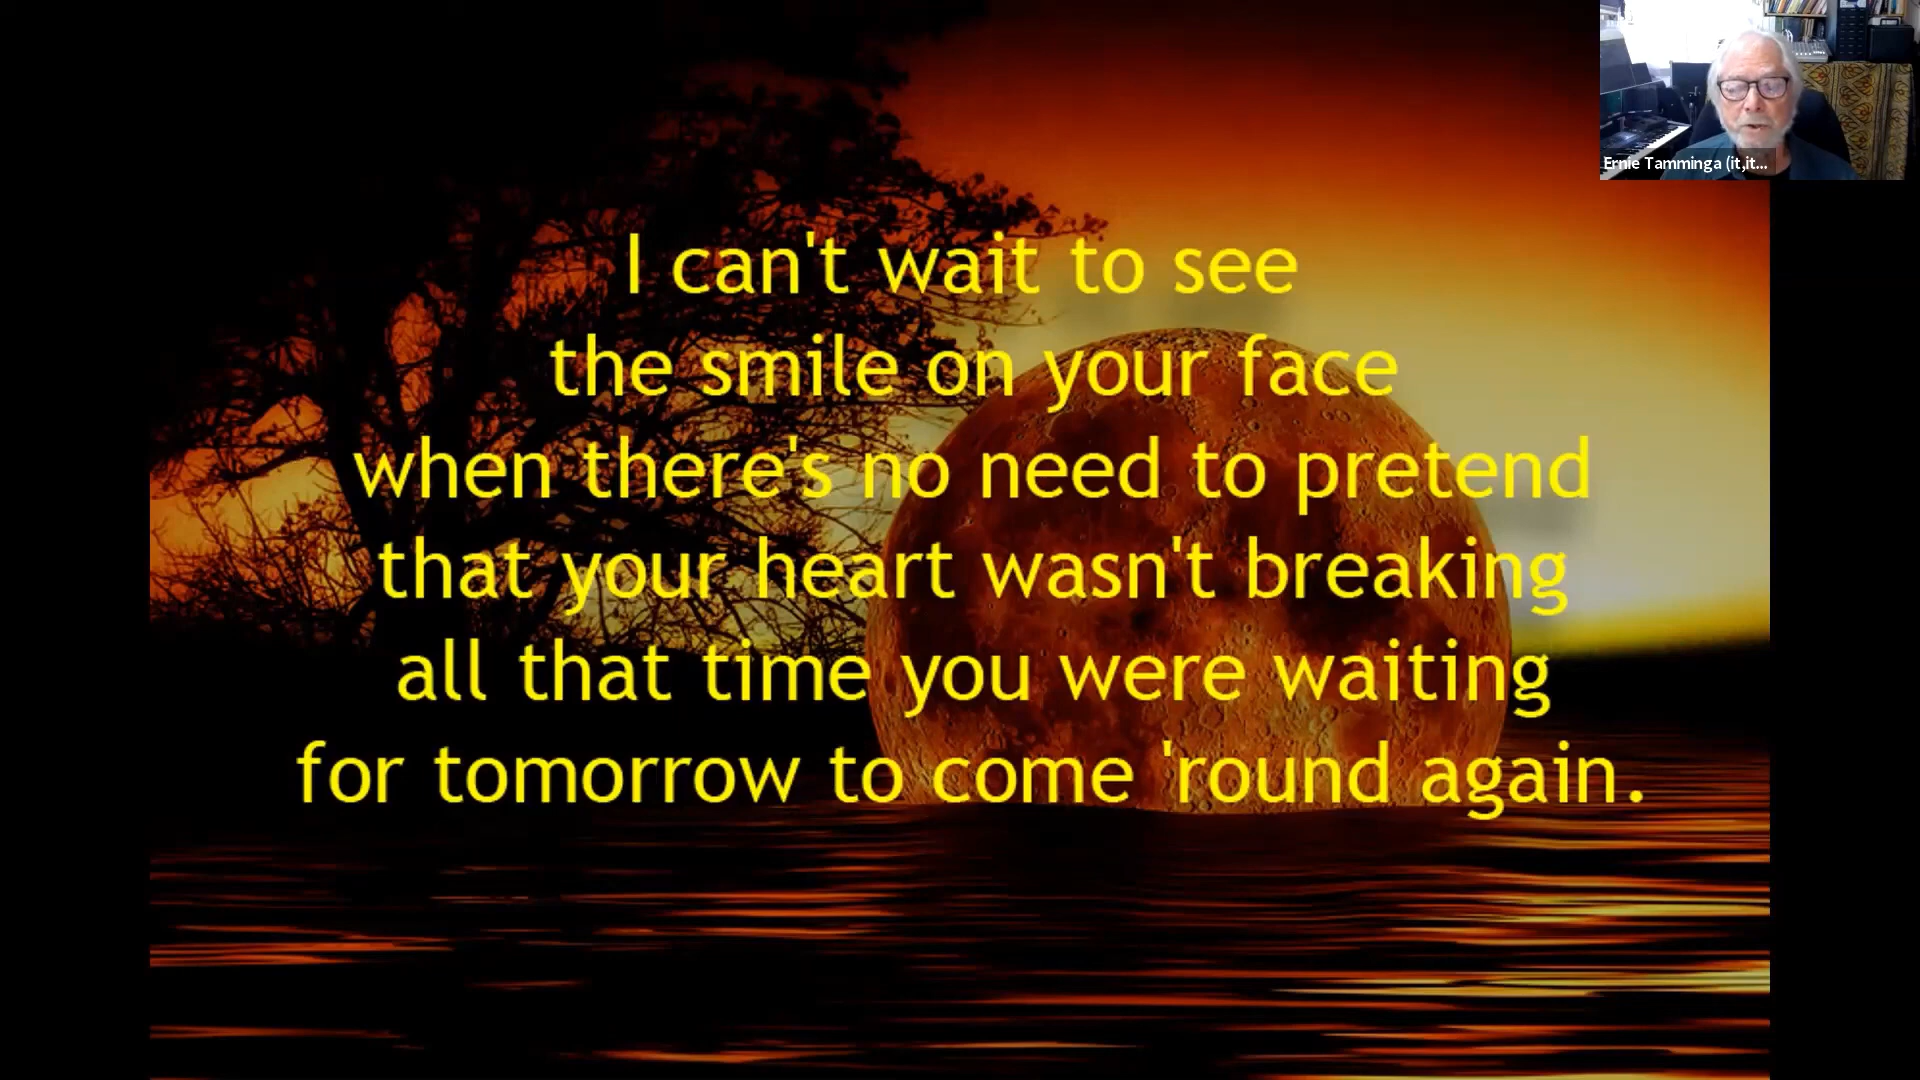 I can't wait to see
the smile on your face
when there's no need to pretend
that your heart wasn't breaking
all that time you were waiting
for tomorrow to come 'round again.
Ernie Tamminga (it,it...